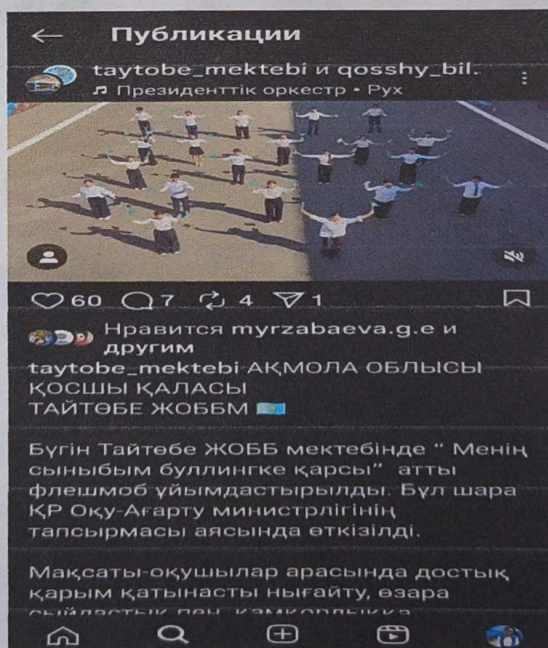 Публикации
taytobe_mektebi и qosshy_bil.
Президенттік оркестр • Рух
60 7 4 1
Нравится myrzabaeva.g.e и
другим
taytobe_mektebi АҚМОЛА ОБЛЫСЫ
ҚОСШЫ ҚАЛАСЫ
ТАЙТӨБЕ ЖОББМ
Бүгін Тайтөбе ЖОББ мектебінде “ Менің
сыныбым буллингке қарсы” атты
флешмоб ұйымдастырылды. Бұл шара
ҚР Оқу-Ағарту министрлігінің
тапсырмасы аясында өткізілді.
Мақсаты-оқушылар арасында достық
қарым қатынасты нығайту, өзара